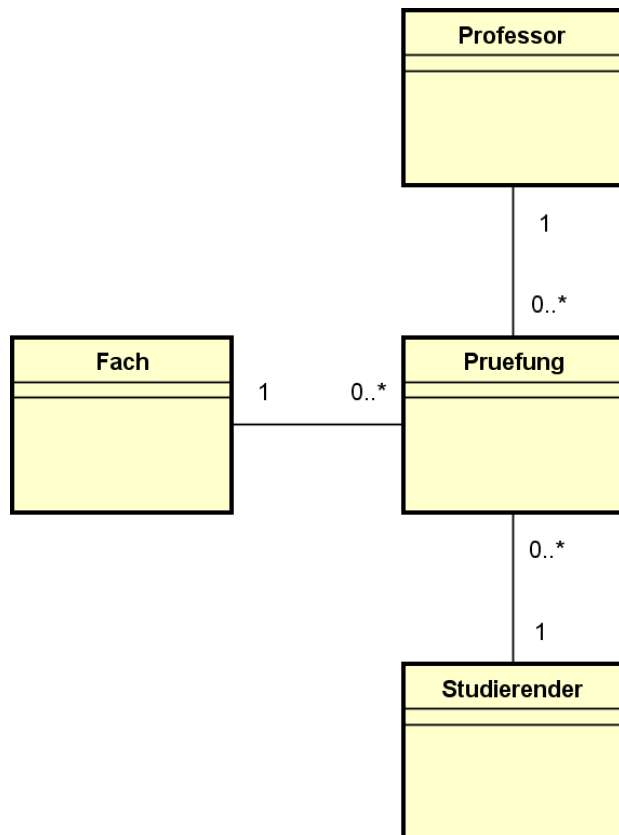 Professor
1
0..*
Fach
1
0..*
Pruefung
0..*
1
Studierender